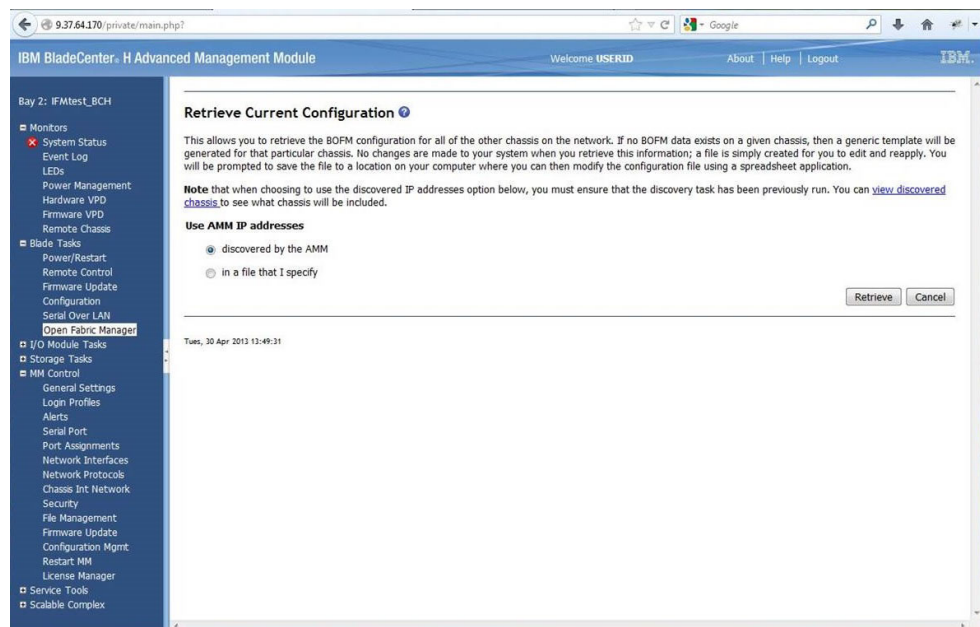 9.37.64.170/private/main.php?
Google
IBM BladeCenter® H Advanced Management Module
Welcome USERID
About | Help | Logout
IBM.
Bay 2: IFMtest_BCH
Monitors
System Status
Event Log
LEDs
Power Management
Hardware VPD
Firmware VPD
Remote Chassis
Blade Tasks
Power/Restart
Remote Control
Firmware Update
Configuration
Serial Over LAN
Open Fabric Manager
I/O Module Tasks
Storage Tasks
MM Control
General Settings
Login Profiles
Alerts
Serial Port
Port Assignments
Network Interfaces
Network Protocols
Chassis Int Network
Security
File Management
Firmware Update
Configuration Mgmt
Restart MM
License Manager
Service Tools
Scalable Complex
Retrieve Current Configuration ?
This allows you to retrieve the BOFM configuration for all of the other chassis on the network. If no BOFM data exists on a given chassis, then a generic template will be
generated for that particular chassis. No changes are made to your system when you retrieve this information; a file is simply created for you to edit and reapply. You
will be prompted to save the file to a location on your computer where you can then modify the configuration file using a spreadsheet application.
Note that when choosing to use the discovered IP addresses option below, you must ensure that the discovery task has been previously run. You can view discovered
chassis to see what chassis will be included.
Use AMM IP addresses
discovered by the AMM
in a file that I specify
Retrieve
Cancel
Tues, 30 Apr 2013 13:49:31